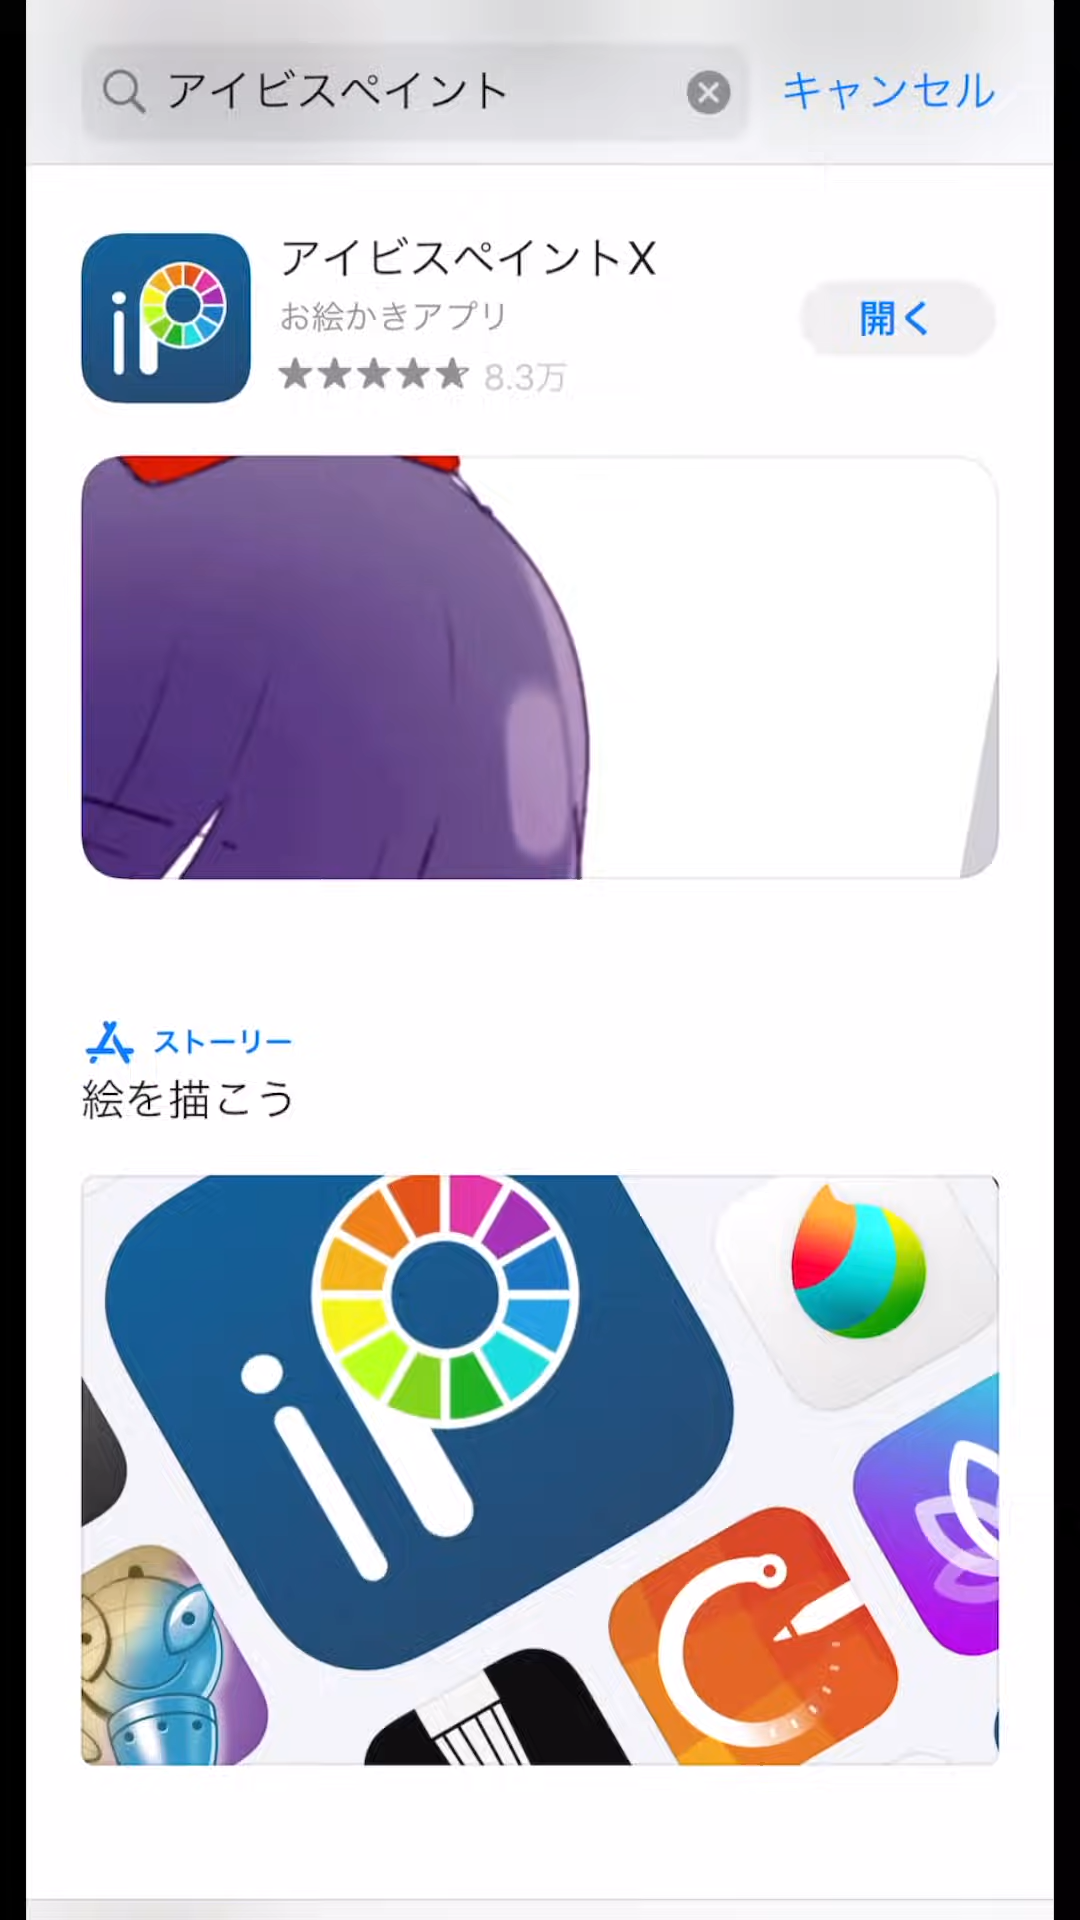 アイビスペイント
キャンセル
アイビスペイントX
お絵かきアプリ
8.3万
開く
ストーリー
絵を描こう